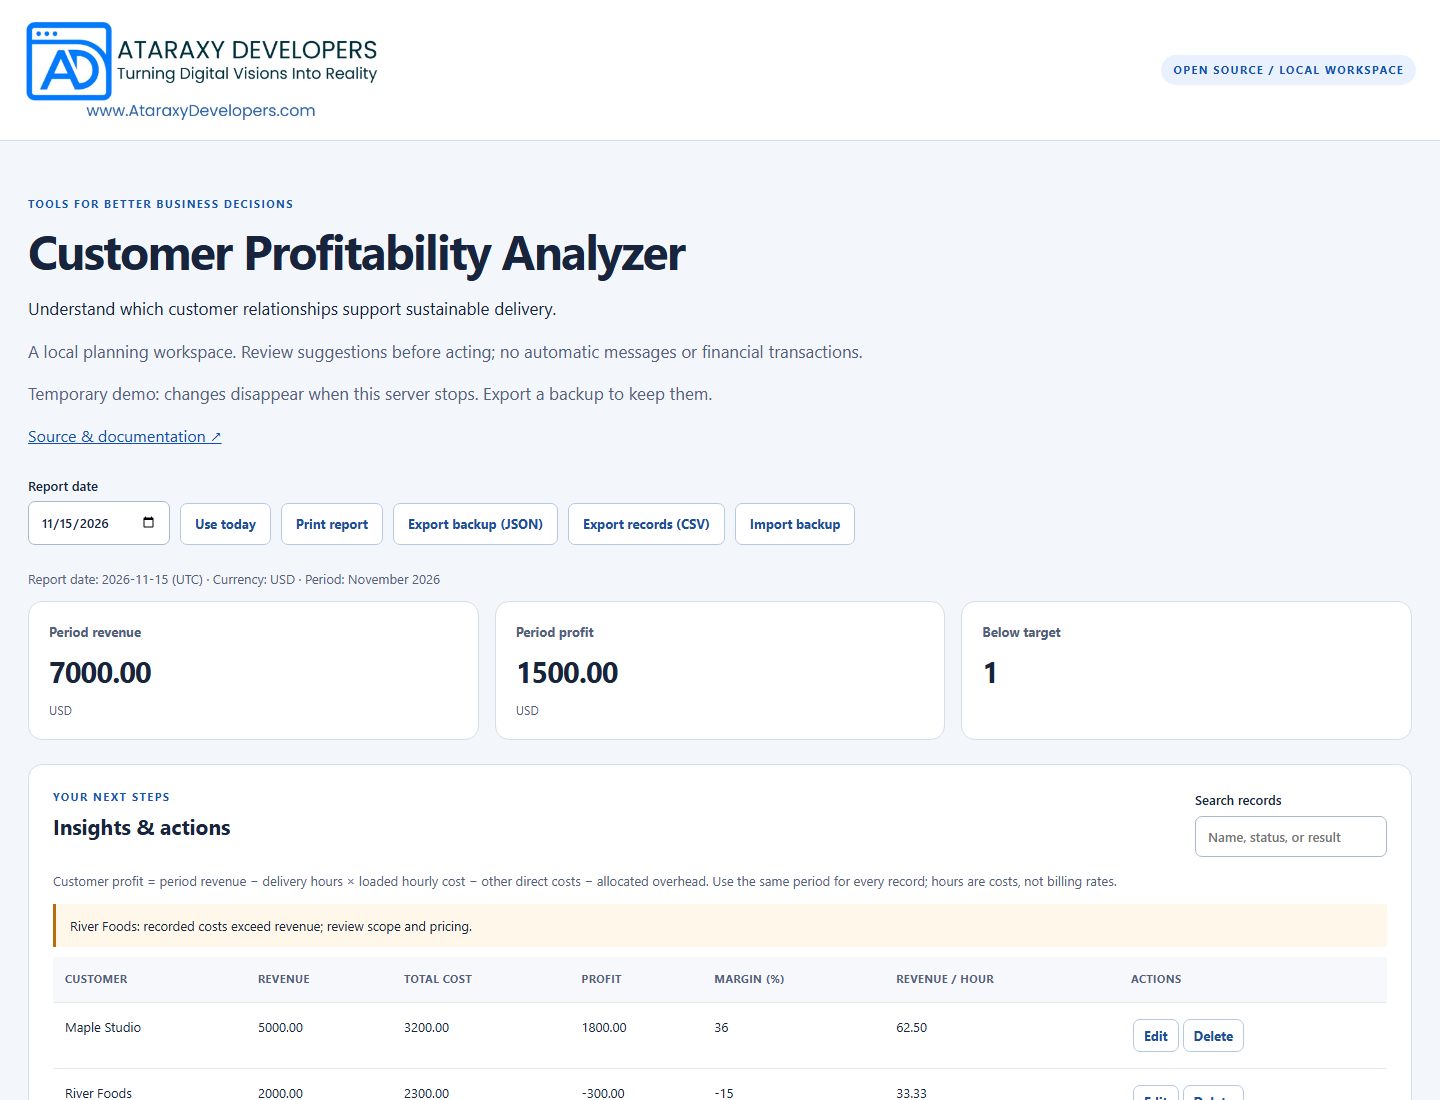 AD
ATARAXY DEVELOPERS
Turning Digital Visions Into Reality
www.AtaraxyDevelopers.com
OPEN SOURCE / LOCAL WORKSPACE
TOOLS FOR BETTER BUSINESS DECISIONS
Customer Profitability Analyzer
Understand which customer relationships support sustainable delivery.
A local planning workspace. Review suggestions before acting; no automatic messages or financial transactions.
Temporary demo: changes disappear when this server stops. Export a backup to keep them.
Source & documentation ↗
Report date
11/15/2026
Use today
Print report
Export backup (JSON)
Export records (CSV)
Import backup
Report date: 2026-11-15 (UTC) · Currency: USD · Period: November 2026
Period revenue
7000.00
USD
Period profit
1500.00
USD
Below target
1
YOUR NEXT STEPS
Insights & actions
Search records
Name, status, or result
Customer profit = period revenue − delivery hours × loaded hourly cost − other direct costs − allocated overhead. Use the same period for every record; hours are costs, not billing rates.
River Foods: recorded costs exceed revenue; review scope and pricing.
CUSTOMER REVENUE TOTAL COST PROFIT MARGIN (%) REVENUE / HOUR ACTIONS
Maple Studio 5000.00 3200.00 1800.00 36 62.50 Edit Delete
River Foods 2000.00 2300.00 -300.00 -15 33.33 Edit Delete